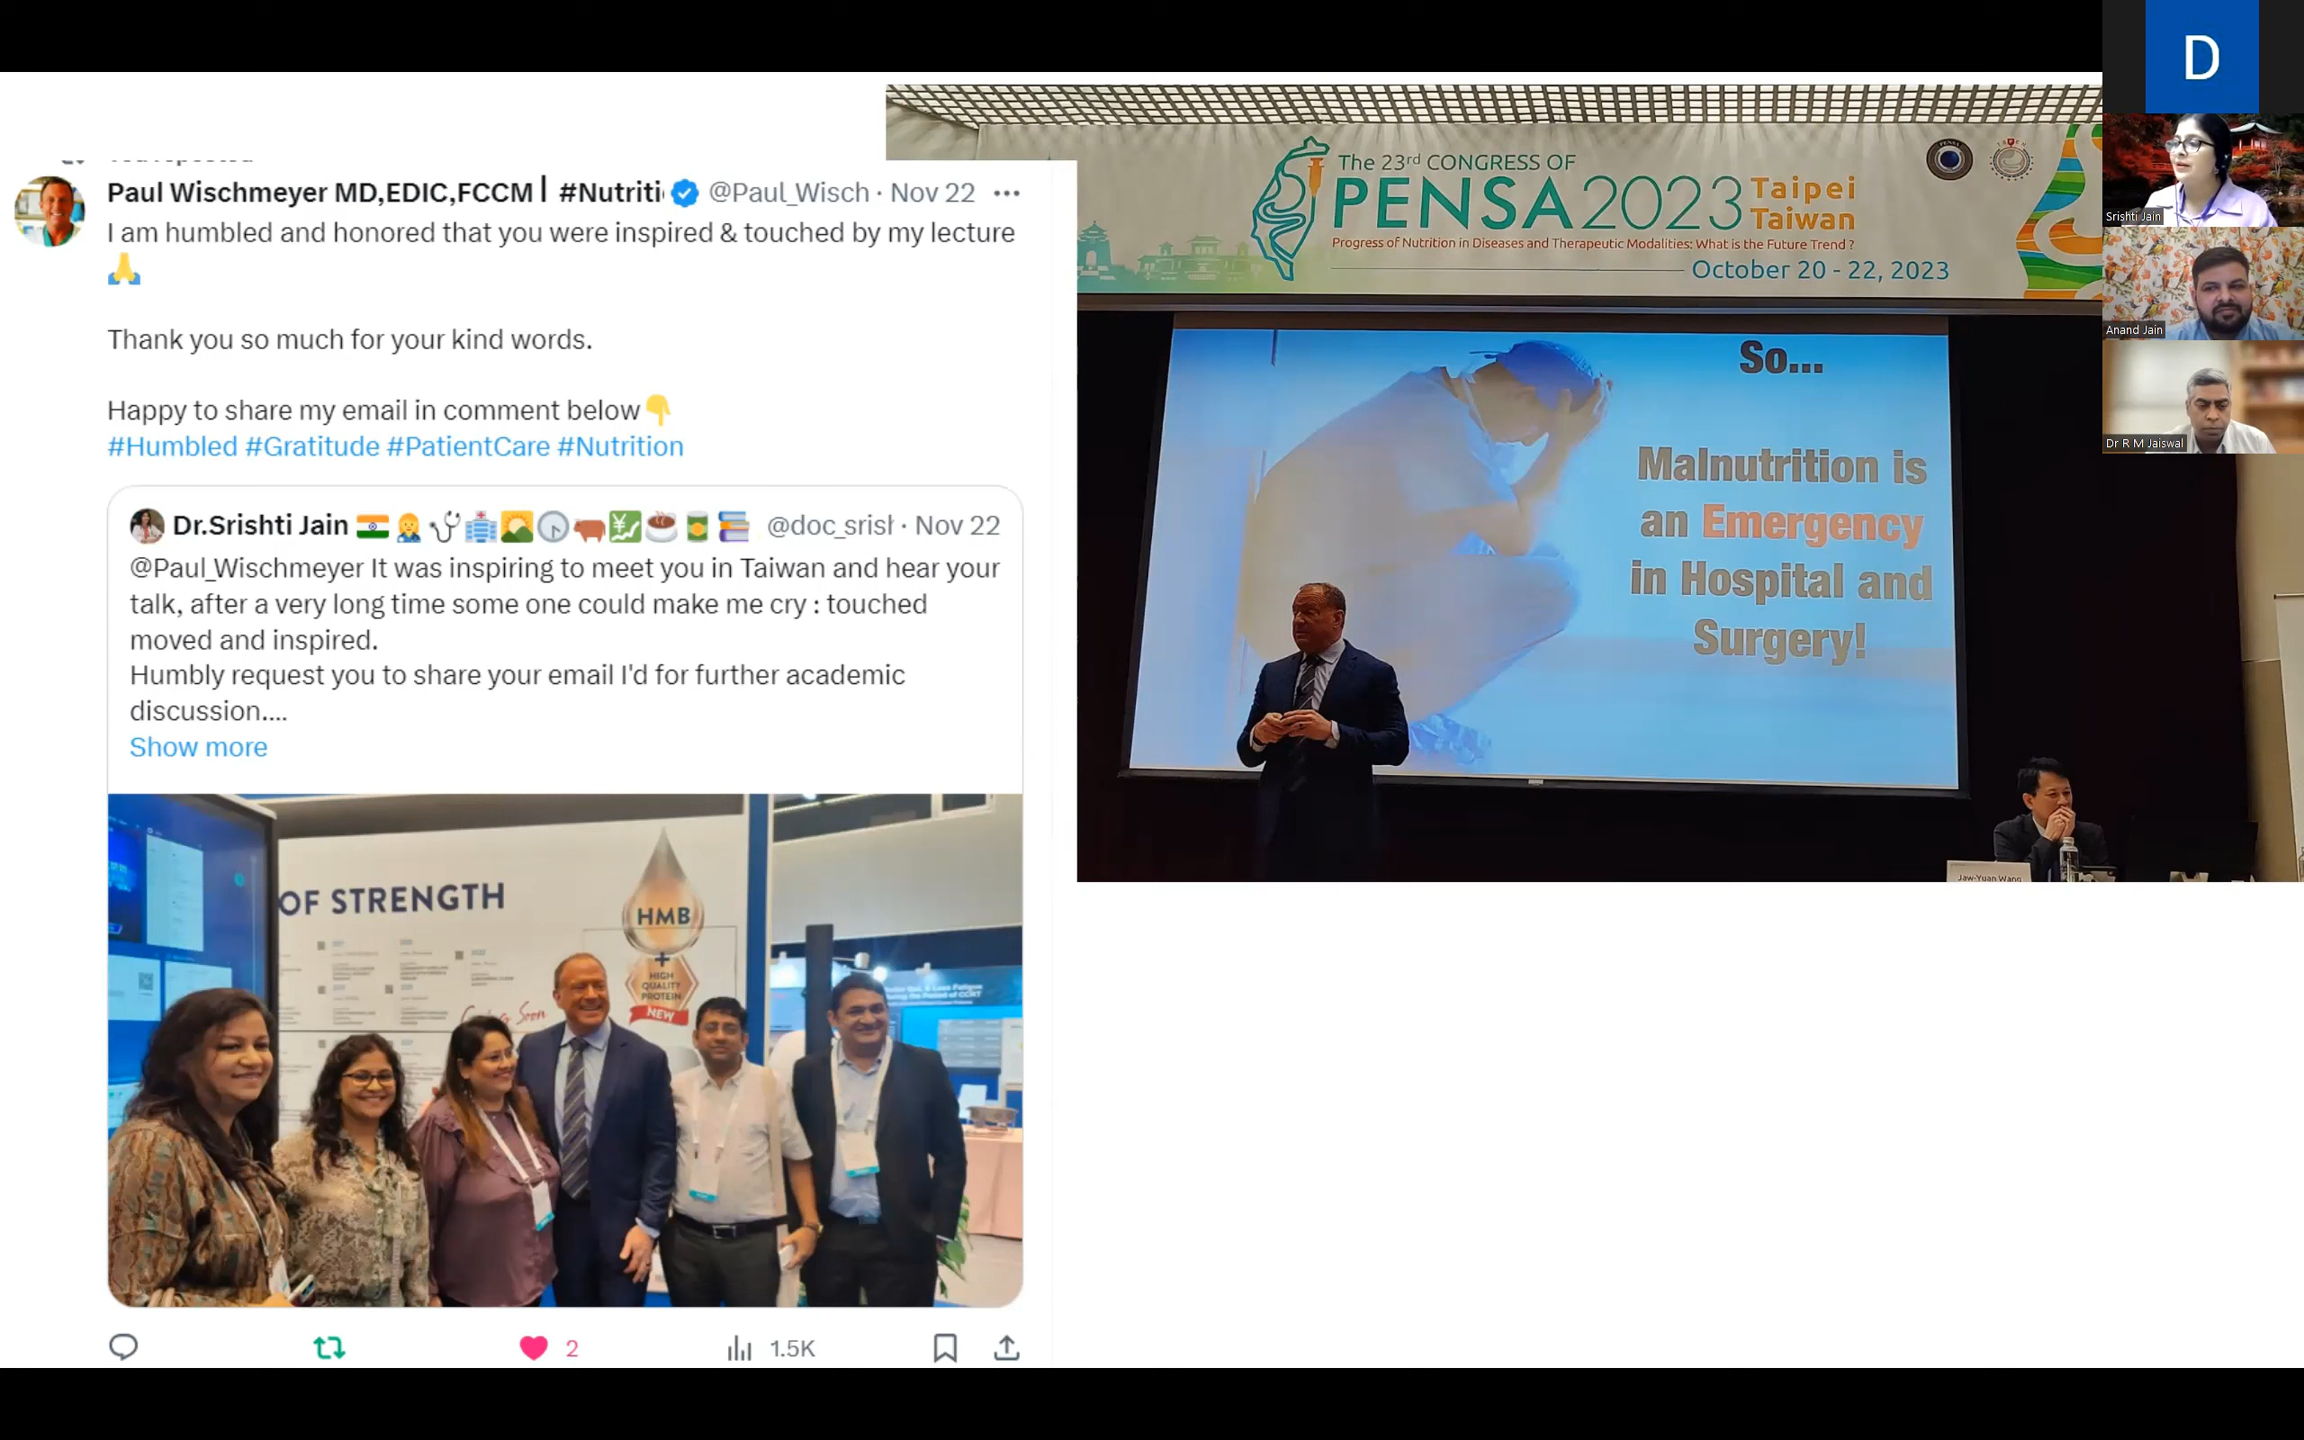 Paul Wischmeyer MD,EDIC,FCCM| #Nutriti @Paul_Wisch · Nov 22
I am humbled and honored that you were inspired & touched by my lecture
🙏
Thank you so much for your kind words.
Happy to share my email in comment below👇
#Humbled #Gratitude #PatientCare #Nutrition
Dr.Srishti Jain @doc_srish · Nov 22
@Paul_Wischmeyer It was inspiring to meet you in Taiwan and hear your
talk, after a very long time some one could make me cry : touched
moved and inspired.
Humbly request you to share your email I'd for further academic
discussion....
Show more
OF STRENGTH
HMB
+
HIGH
QUALITY
PROTEIN
NEW
Coming Soon
2
1.5K
The 23rd CONGRESS OF
PENSA2023 Taipei
Taiwan
Progress of Nutrition in Diseases and Therapeutic Modalities: What is the Future Trend ?
October 20 - 22, 2023
So...
Malnutrition is
an Emergency
in Hospital and
Surgery!
Jaw-Yuan Wang
D
Srishti Jain
Anand Jain
Dr R M Jaiswal